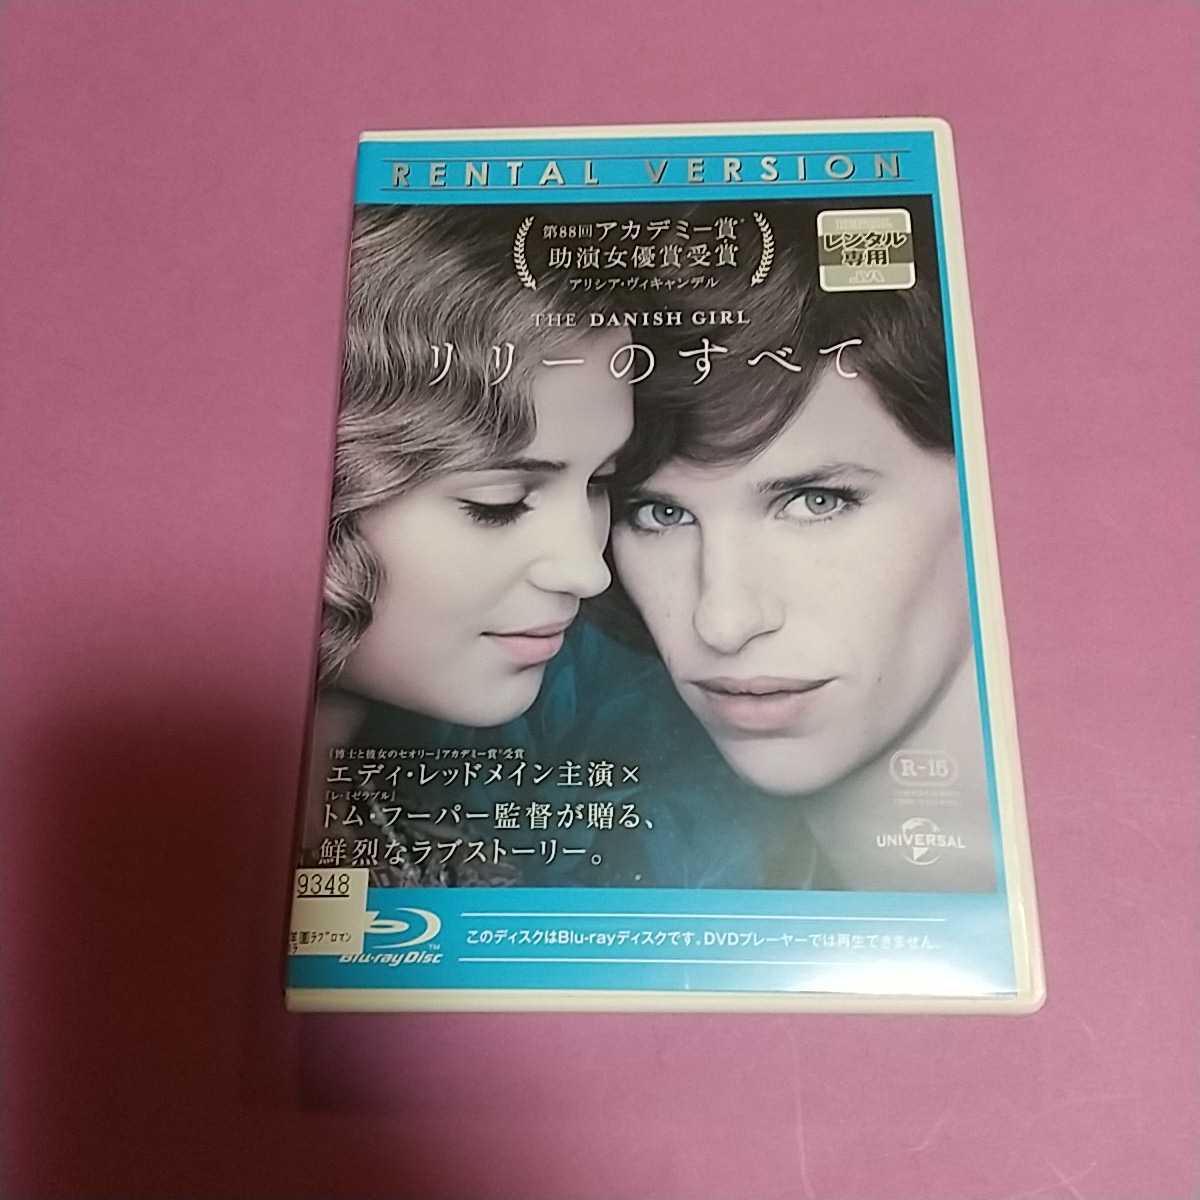 RENTAL VERSION
第88回アカデミー賞®
助演女優賞受賞
アリシア・ヴィキャンデル
レンタル
専用
THE DANISH GIRL
リリーのすべて
『博士と彼女のセオリー』アカデミー賞®受賞
エディ・レッドメイン主演×
『レ・ミゼラブル』
トム・フーパー監督が贈る、
鮮烈なラブストーリー。
R-15
UNIVERSAL
9348
ラブロマン
Blu-ray Disc™
このディスクはBlu-rayディスクです。DVDプレーヤーでは再生できません。